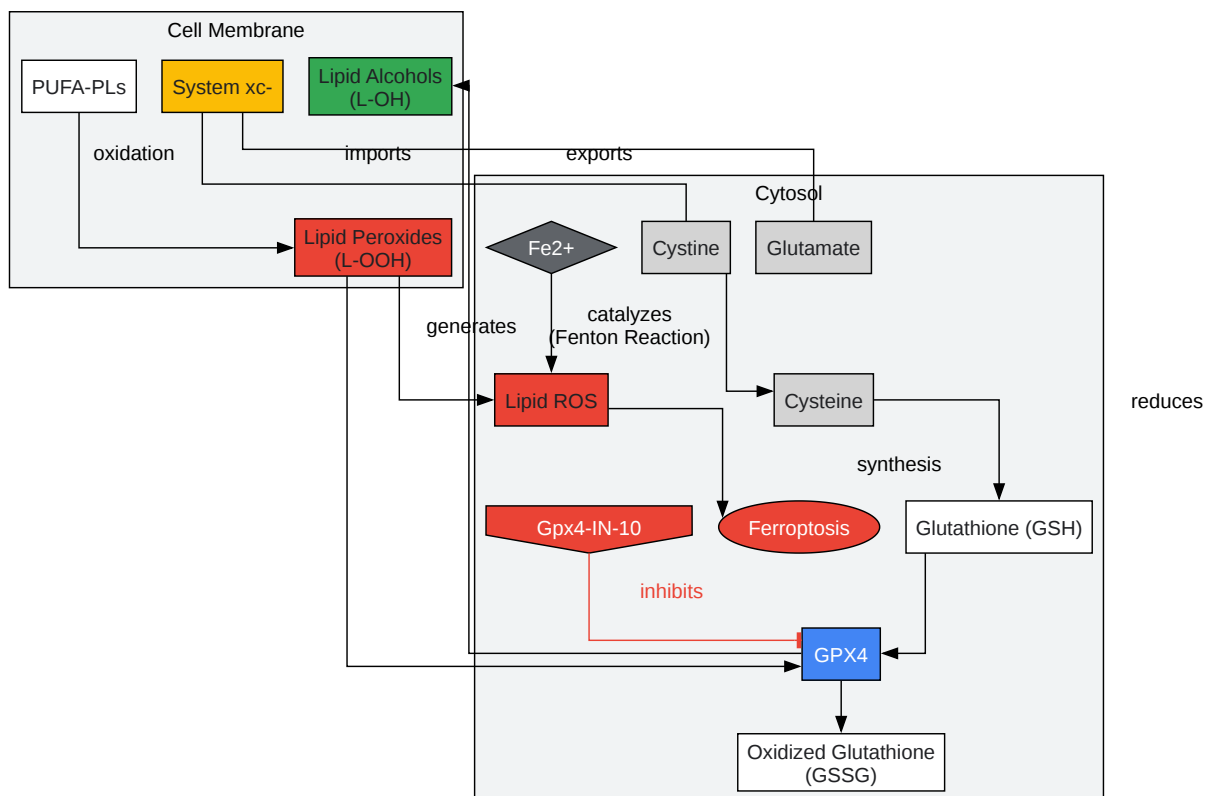 Cell Membrane
PUFA-PLs
System xc-
Lipid Alcohols
(L-OH)
oxidation
imports
exports
Cytosol
Lipid Peroxides
(L-OOH)
Fe2+
Cystine
Glutamate
generates
catalyzes
(Fenton Reaction)
Lipid ROS
Cysteine
reduces
synthesis
Gpx4-IN-10
Ferroptosis
Glutathione (GSH)
inhibits
GPX4
Oxidized Glutathione
(GSSG)